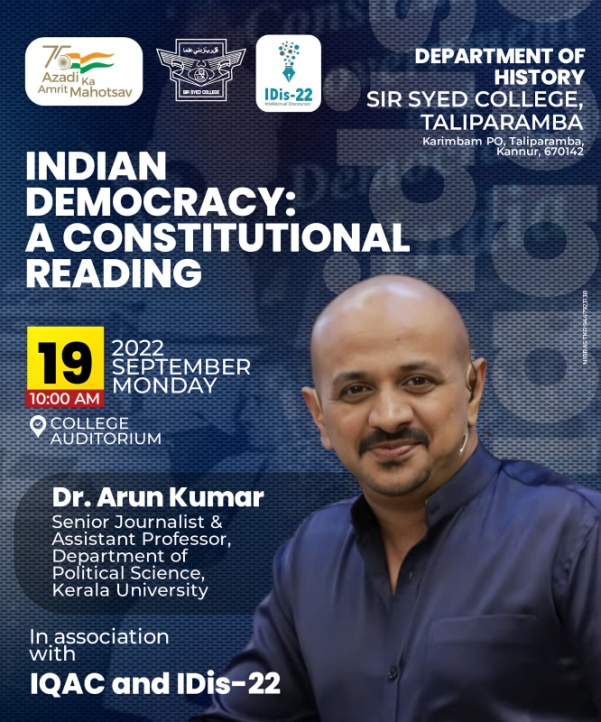 75
Azadi Ka
Amrit Mahotsav
SIR SYED COLLEGE
IDis-22
Intellectual Discourses
DEPARTMENT OF
HISTORY
SIR SYED COLLEGE,
TALIPARAMBA
Karimbam PO, Taliparamba,
Kannur, 670142
INDIAN
DEMOCRACY:
A CONSTITUTIONAL
READING
19
10:00 AM
2022
SEPTEMBER
MONDAY
COLLEGE
AUDITORIUM
Dr. Arun Kumar
Senior Journalist &
Assistant Professor,
Department of
Political Science,
Kerala University
In association
with
IQAC and IDis-22